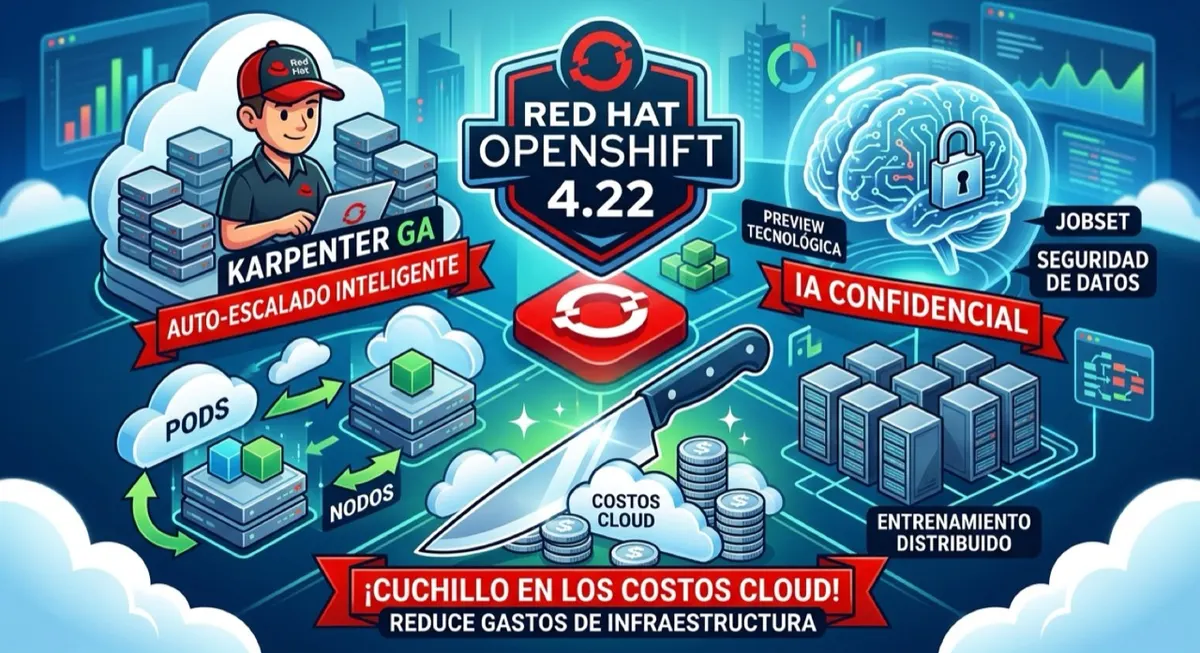 Red
Hat
RED HAT
OPENSHIFT
4.22
KARPENTER GA
AUTO-ESCALADO INTELIGENTE
PREVIEW
TECNOLÓGICA
JOBSET
SEGURIDAD
DE DATOS
IA CONFIDENCIAL
PODS
NODOS
COSTOS
CLOUD
ENTRENAMIENTO
DISTRIBUIDO
¡CUCHILLO EN LOS COSTOS CLOUD!
REDUCE GASTOS DE INFRAESTRUCTURA